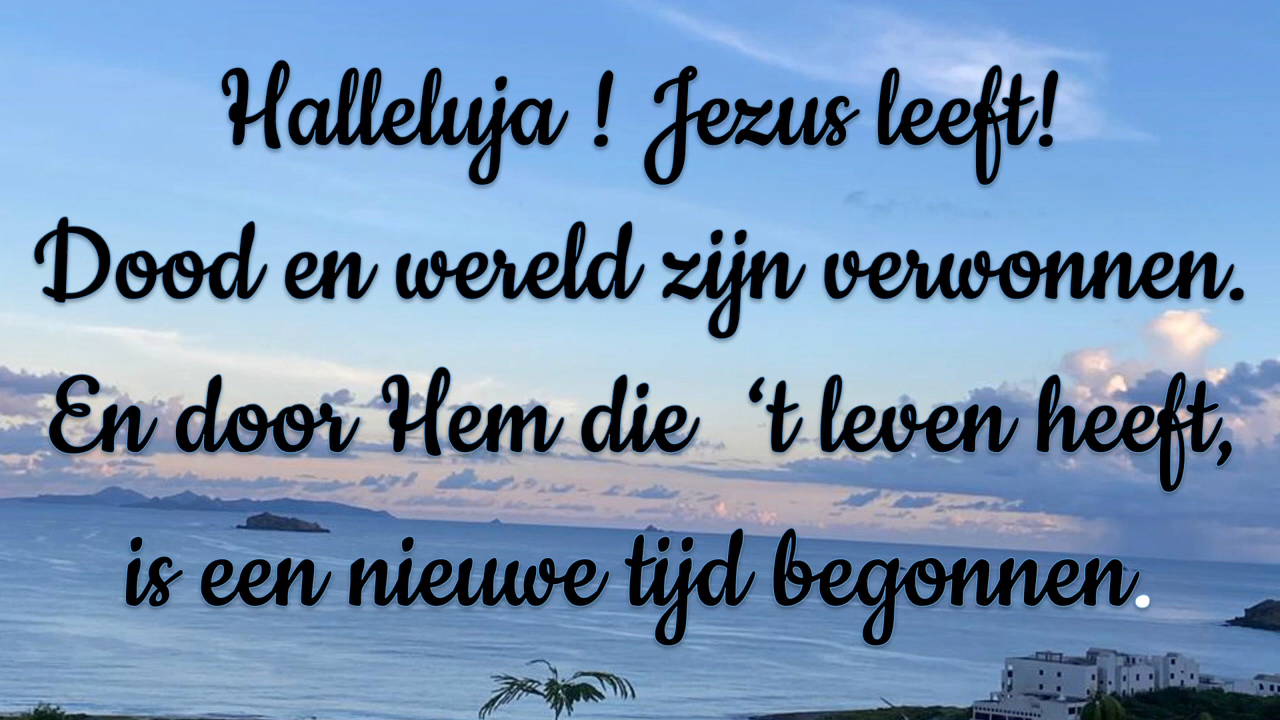 Halleluja ! Jezus leeft!
Dood en wereld zijn verwonnen.
En door Hem die ‘t leven heeft,
is een nieuwe tijd begonnen.